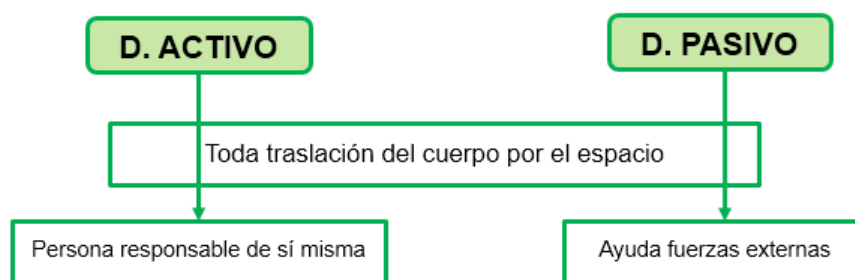 D. ACTIVO
D. PASIVO
Toda traslación del cuerpo por el espacio
Persona responsable de sí misma
Ayuda fuerzas externas